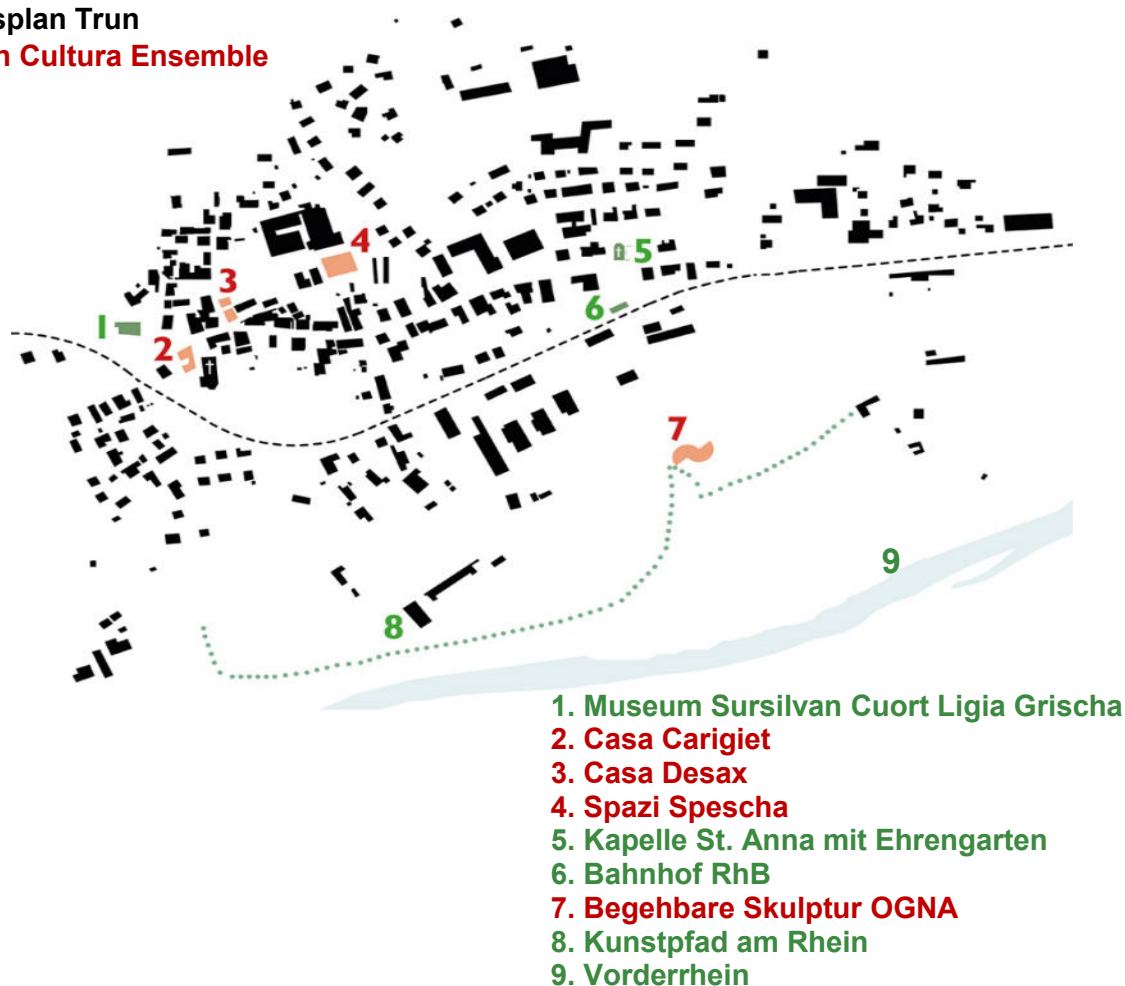 splan Trun
n Cultura Ensemble
4
5
3
6
1
2
7
9
8
1. Museum Sursilvan Cuort Ligia Grischa
2. Casa Carigiet
3. Casa Desax
4. Spazi Spescha
5. Kapelle St. Anna mit Ehrengarten
6. Bahnhof RhB
7. Begehbare Skulptur OGNA
8. Kunstpfad am Rhein
9. Vorderrhein